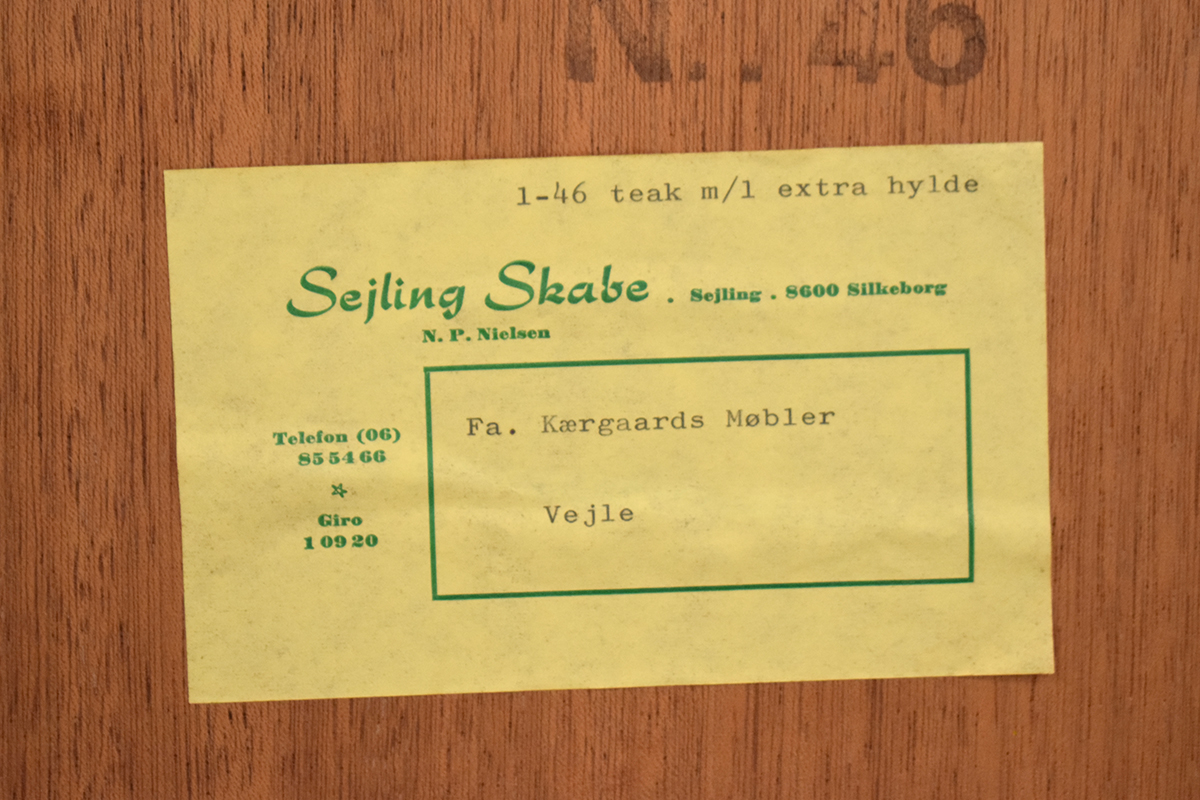 N.. 46
1-46 teak m/1 extra hylde
Sejling Skabe . Sejling . 8600 Silkeborg
N. P. Nielsen
Fa. Kærgaards Møbler
Telefon (06)
85 54 66
Vejle
Giro
1 09 20